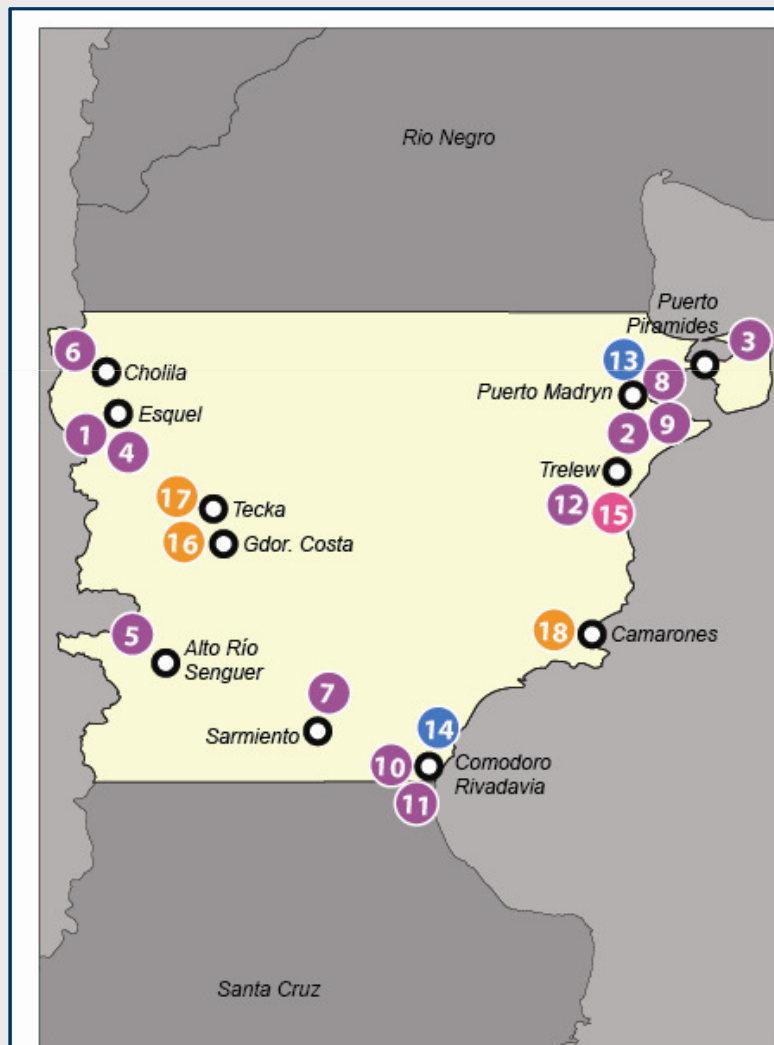 Rio Negro
Puerto
Piramides
3
13
8
6
Cholila
Puerto Madryn
Esquel
1
4
2
9
Trelew
17
Tecka
12
15
16
Gdor. Costa
5
18
Camarones
Alto Río
Senguer
7
Sarmiento
14
10
Comodoro
Rivadavia
11
Santa Cruz